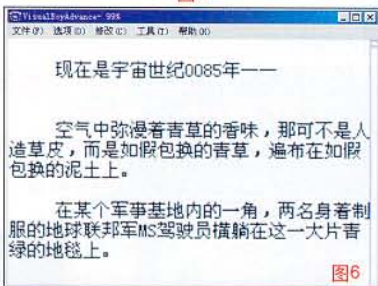 VisualBoyAdvance- 99%
文件(F) 选项(O) 修改(C) 工具(T) 帮助(H)
现在是宇宙世纪0085年——
空气中弥漫着青草的香味，那可不是人
造草皮，而是如假包换的青草，遍布在如假
包换的泥土上。
在某个军事基地内的一角，两名身着制
服的地球联邦军MS驾驶员横躺在这一大片青
绿的地毯上。
图6